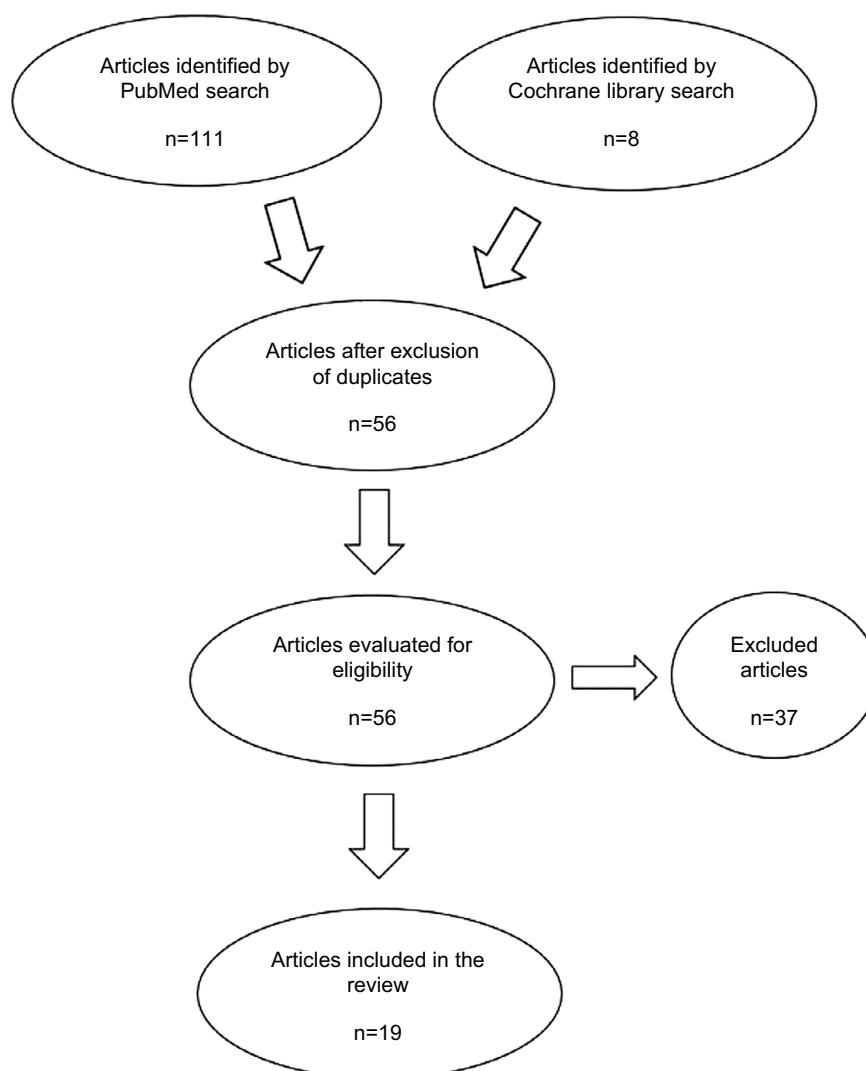 Articles identified by
PubMed search
n=111
Articles identified by
Cochrane library search
n=8
Articles after exclusion
of duplicates
n=56
Articles evaluated for
eligibility
n=56
Excluded
articles
n=37
Articles included in the
review
n=19